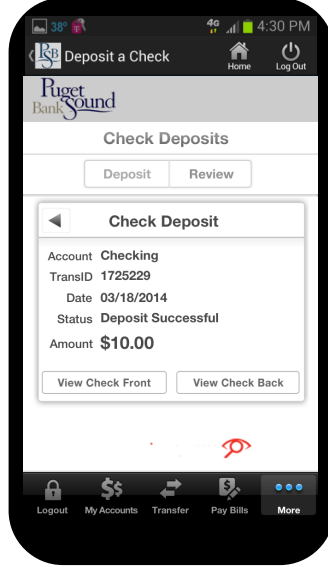 38° 4G 4:30 PM
PSB Deposit a Check Home Log Out
Puget
Bank Sound
Check Deposits
Deposit Review
Check Deposit
Account Checking
TransID 1725229
Date 03/18/2014
Status Deposit Successful
Amount $10.00
View Check Front View Check Back
Logout My Accounts Transfer Pay Bills More